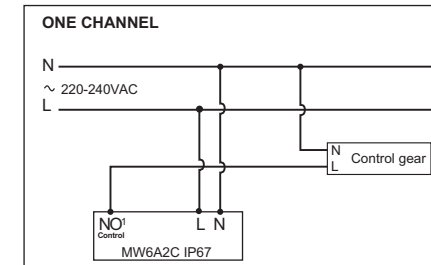 ONE CHANNEL
N
~ 220-240VAC
L
N
L
Control gear
NO¹ L N
Control
MW6A2C IP67